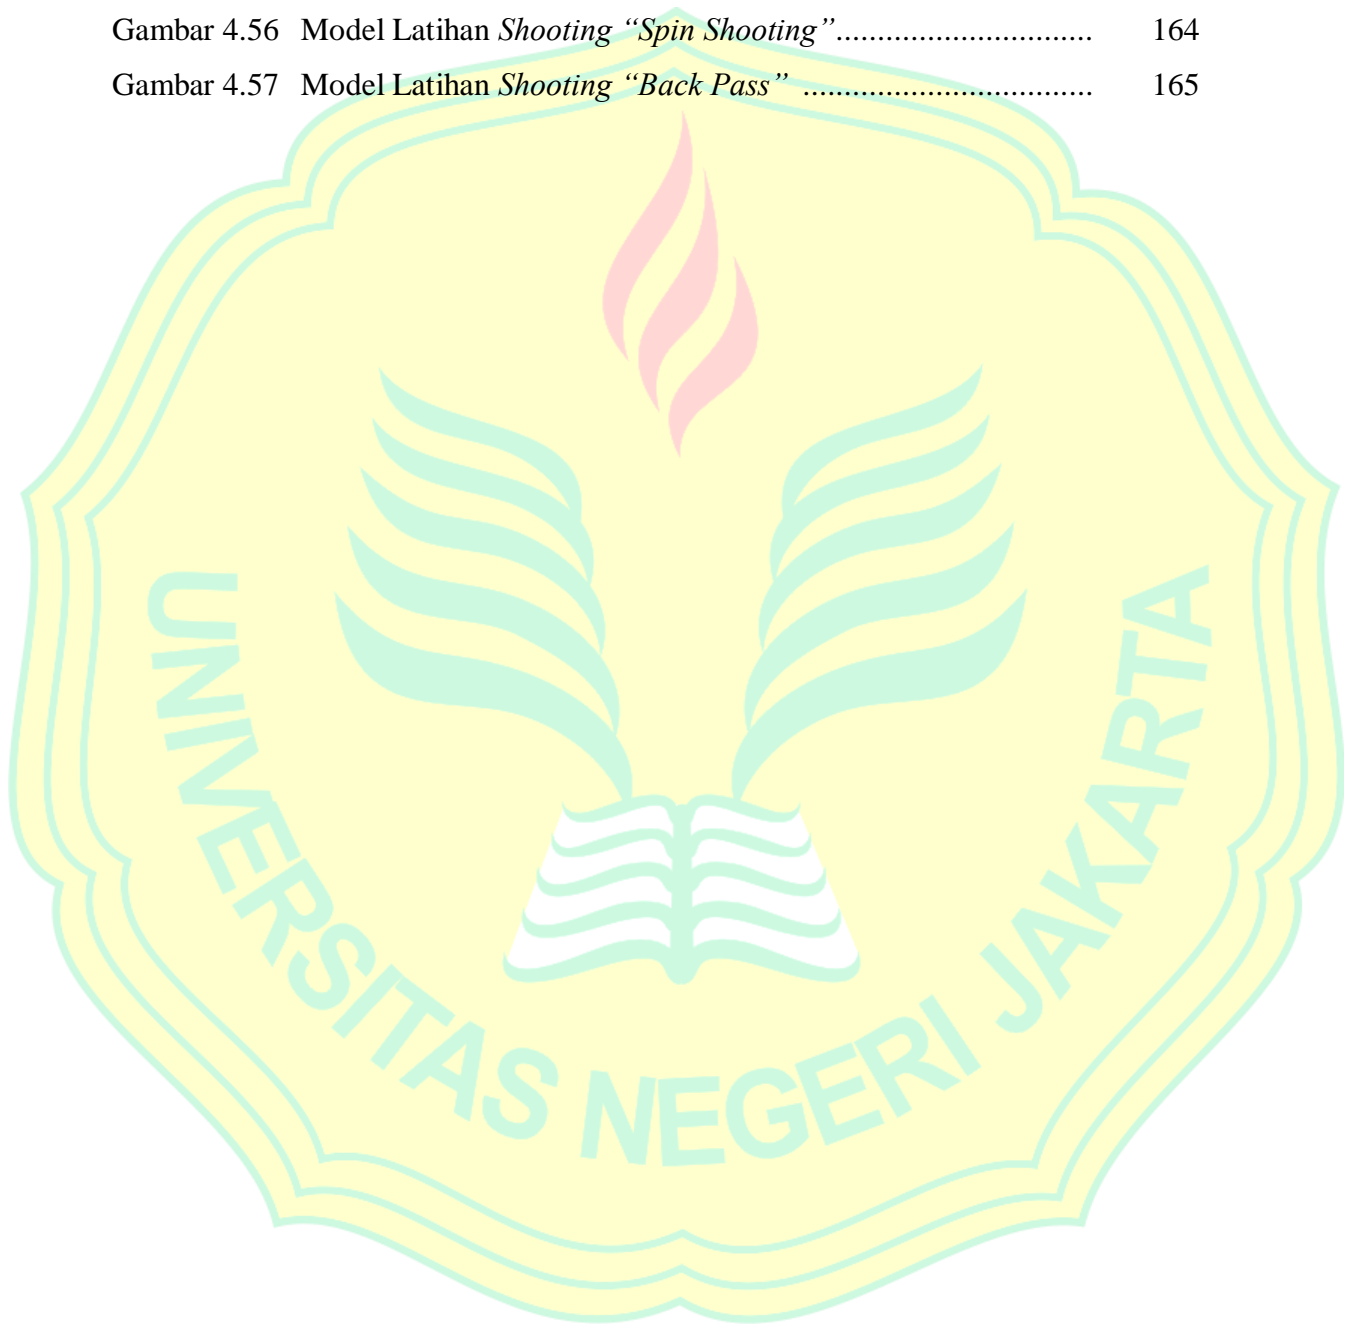 Gambar 4.56 Model Latihan Shooting “Spin Shooting”............................... 164
Gambar 4.57 Model Latihan Shooting “Back Pass” ................................... 165
UNIVERSITAS NEGERI JAKARTA